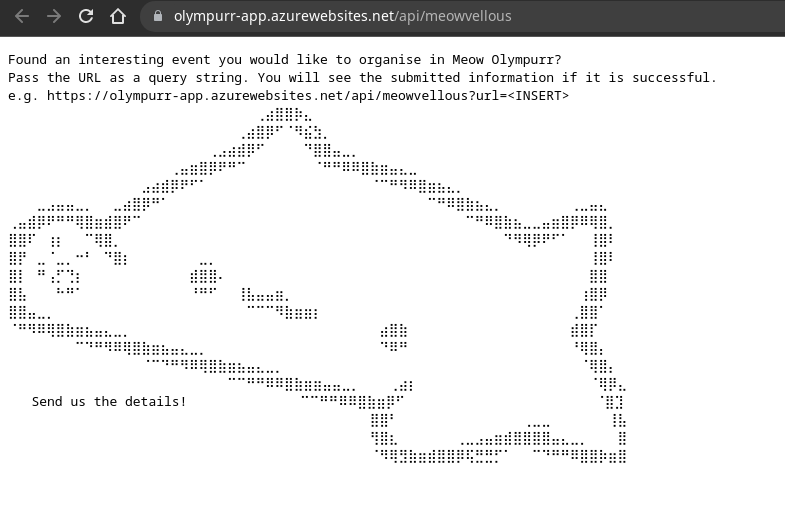 olympurr-app.azurewebsites.net/api/meowvellous
Found an interesting event you would like to organise in Meow Olympurr?
Pass the URL as a query string. You will see the submitted information if it is successful.
e.g. https://olympurr-app.azurewebsites.net/api/meowvellous?url=<INSERT>
Send us the details!